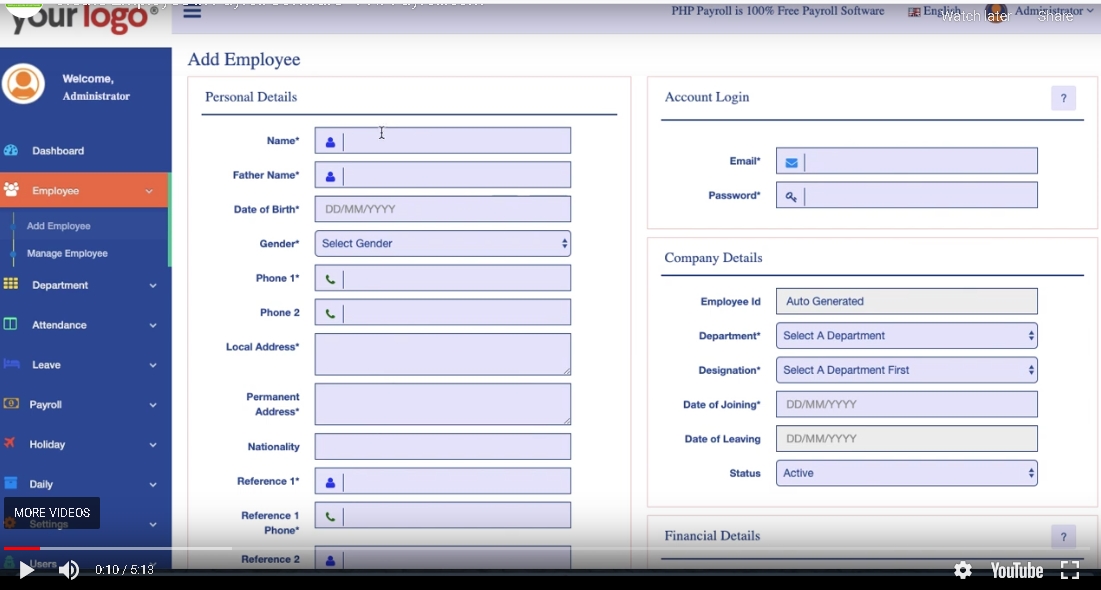 your logo
PHP Payroll is 100% Free Payroll Software
English
Administrator
Watch later
Share
Welcome,
Administrator
Dashboard
Employee
Add Employee
Manage Employee
Department
Attendance
Leave
Payroll
Holiday
Daily
MORE VIDEOS
Settings
Users
Add Employee
Personal Details
Name*
Father Name*
Date of Birth*
DD/MM/YYYY
Gender*
Select Gender
Phone 1*
Phone 2
Local Address*
Permanent
Address*
Nationality
Reference 1*
Reference 1
Phone*
Reference 2
Account Login
?
Email*
Password*
Company Details
Employee Id
Auto Generated
Department*
Select A Department
Designation*
Select A Department First
Date of Joining*
DD/MM/YYYY
Date of Leaving
DD/MM/YYYY
Status
Active
Financial Details
?
0:10 / 5:13
YouTube